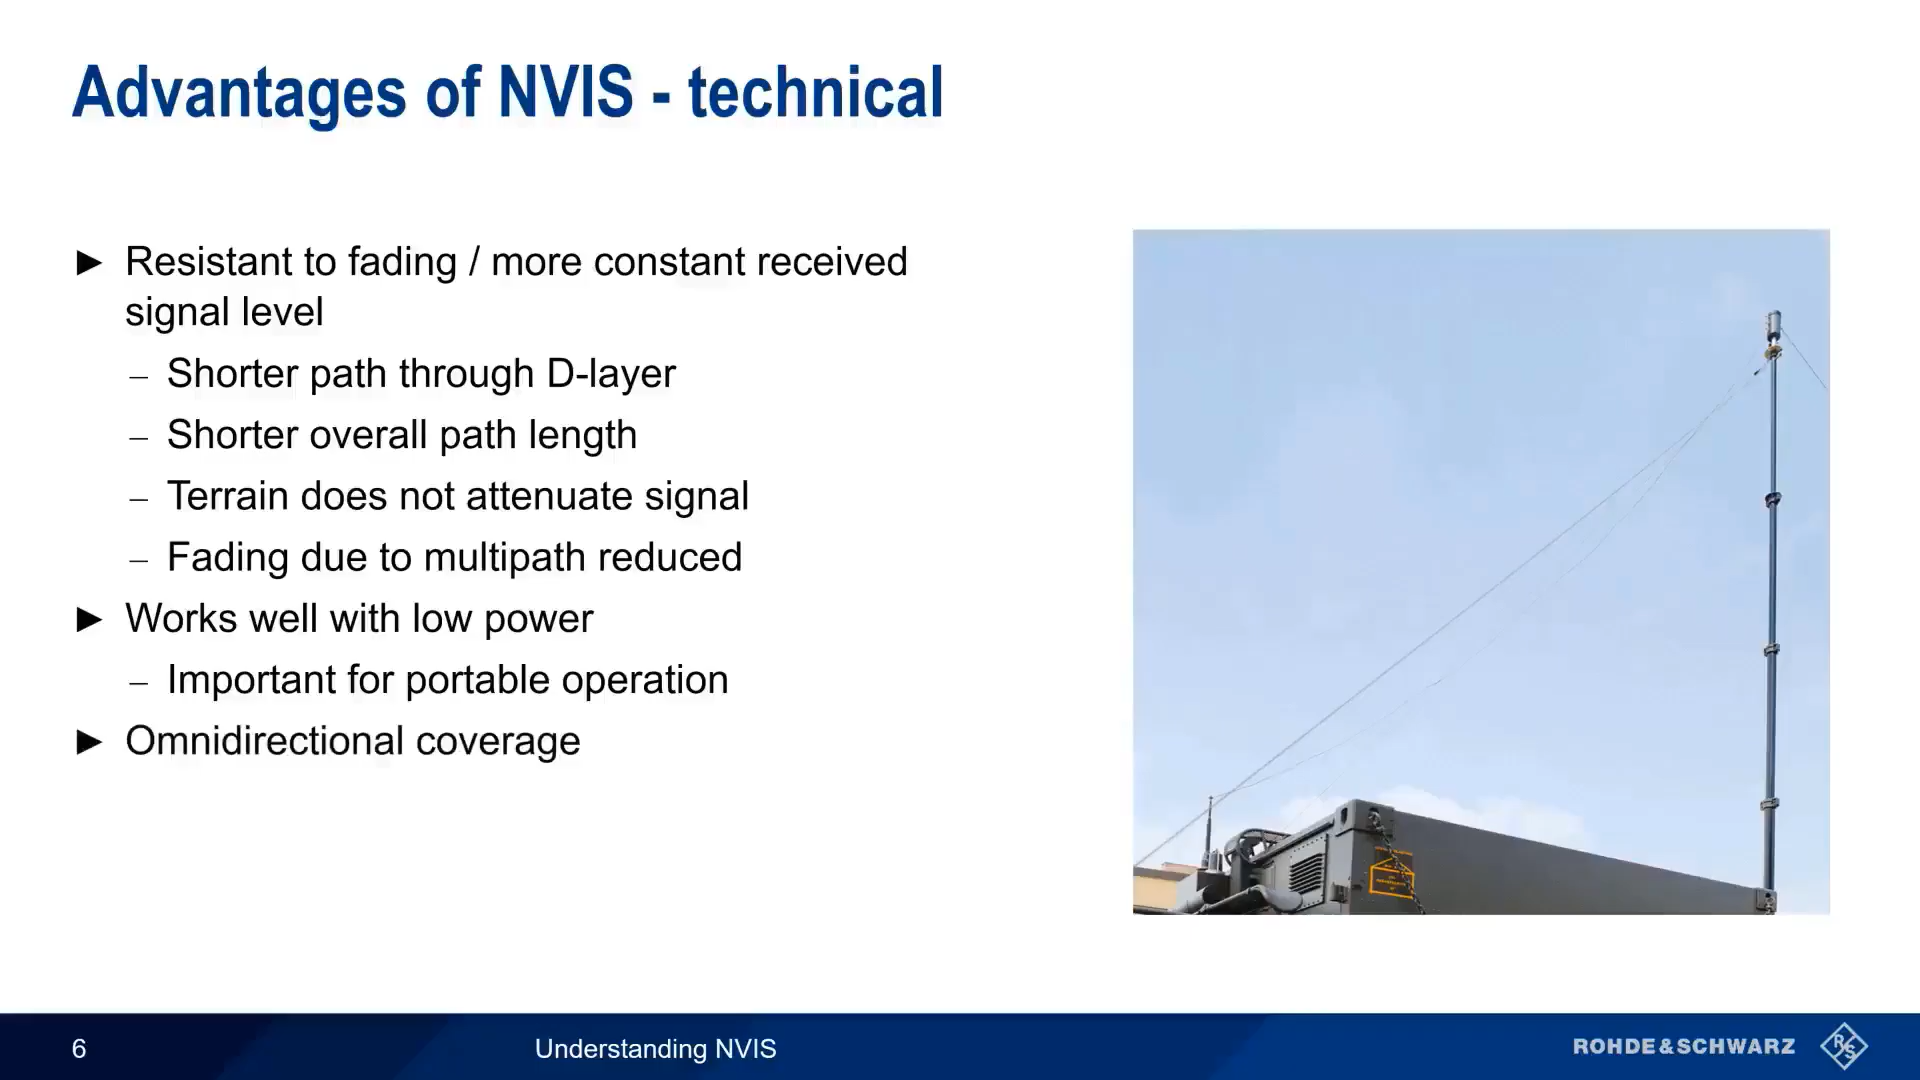 Advantages of NVIS - technical
► Resistant to fading / more constant received
signal level
– Shorter path through D-layer
– Shorter overall path length
– Terrain does not attenuate signal
– Fading due to multipath reduced
► Works well with low power
– Important for portable operation
► Omnidirectional coverage
6
Understanding NVIS
ROHDE&SCHWARZ
R&S